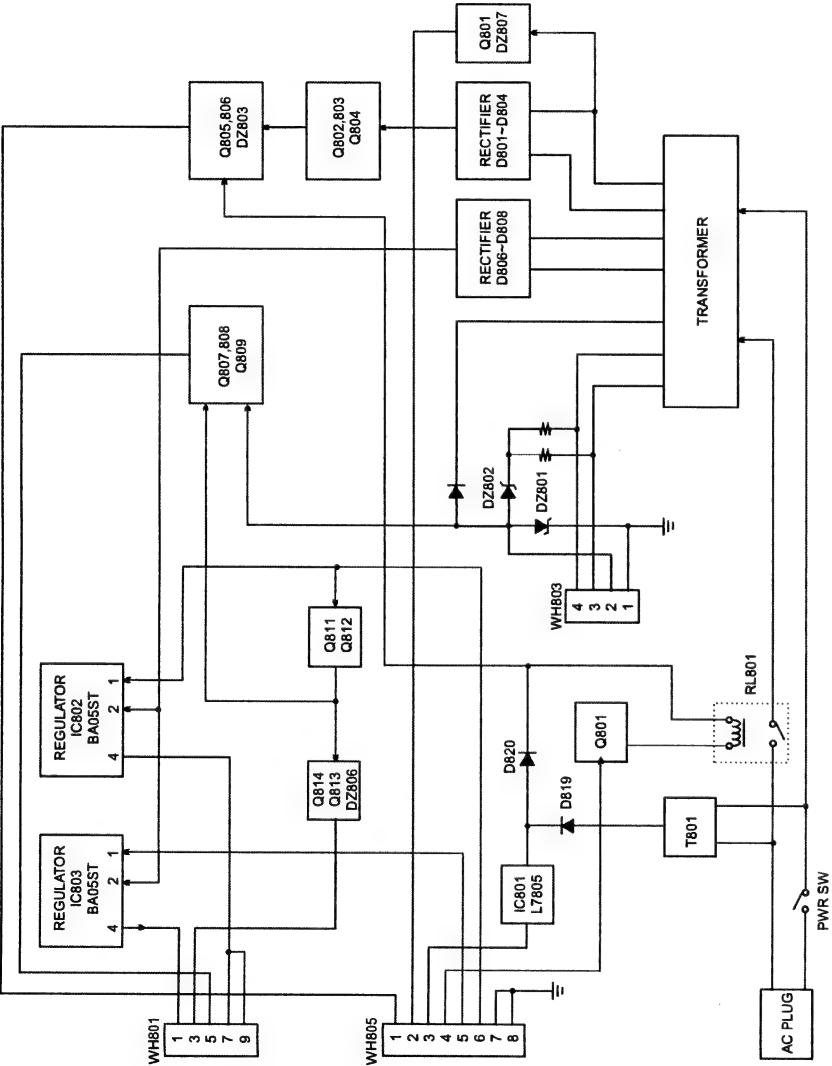 Q801
DZ807
Q805,806
DZ803
Q802,803
Q804
RECTIFIER
D801~D804
RECTIFIER
D806~D808
TRANSFORMER
Q807,808
Q809
DZ802
DZ801
WH803
4
3
2
1
Q811
Q812
REGULATOR
IC802
BA05ST
1
2
4
Q814
Q813
DZ806
REGULATOR
IC803
BA05ST
1
2
4
RL801
Q801
D820
D819
T801
IC801
L7805
PWR SW
AC PLUG
WH801
1
3
5
7
9
WH805
1
2
3
4
5
6
7
8